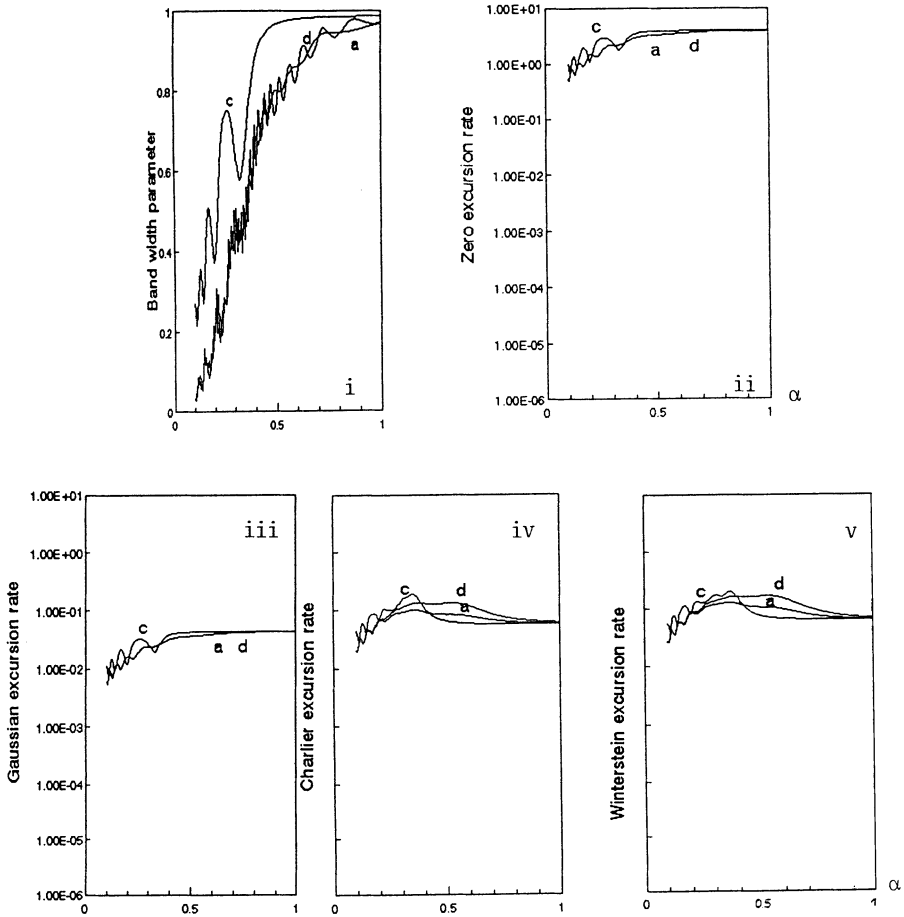 Band width parameter
1
0.8
0.6
0.4
0.2
0
c
d
a
i
0
0.5
1
Zero excursion rate
1.00E+01
1.00E+00
1.00E-01
1.00E-02
1.00E-03
1.00E-04
1.00E-05
1.00E-06
c
a
d
ii
0
0.5
1
α
Gaussian excursion rate
1.00E+01
1.00E+00
1.00E-01
1.00E-02
1.00E-03
1.00E-04
1.00E-05
1.00E-06
iii
c
a
d
0
0.5
1
Charlier excursion rate
iv
c
d
a
0
0.5
1
Winterstein excursion rate
v
c
d
a
0
0.5
1
α